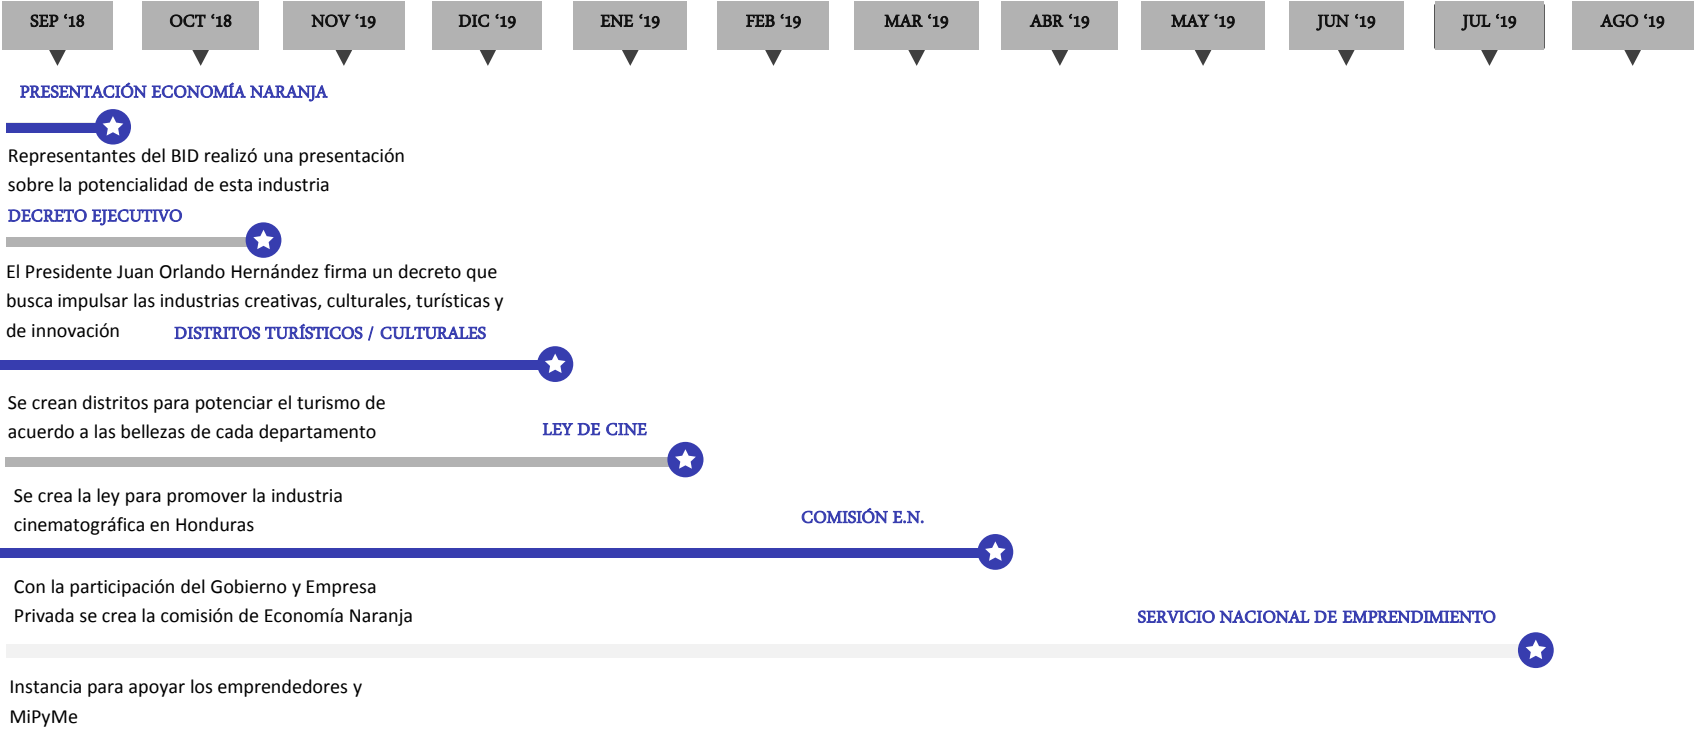 SEP ‘18
OCT ‘18
NOV ‘19
DIC ‘19
ENE ‘19
FEB ‘19
MAR ‘19
ABR ‘19
MAY ‘19
JUN ‘19
JUL ‘19
AGO ‘19
PRESENTACIÓN ECONOMÍA NARANJA
Representantes del BID realizó una presentación
sobre la potencialidad de esta industria
DECRETO EJECUTIVO
El Presidente Juan Orlando Hernández firma un decreto que
busca impulsar las industrias creativas, culturales, turísticas y
de innovación
DISTRITOS TURÍSTICOS / CULTURALES
Se crean distritos para potenciar el turismo de
acuerdo a las bellezas de cada departamento
LEY DE CINE
Se crea la ley para promover la industria
cinematográfica en Honduras
COMISIÓN E.N.
Con la participación del Gobierno y Empresa
Privada se crea la comisión de Economía Naranja
SERVICIO NACIONAL DE EMPRENDIMIENTO
Instancia para apoyar los emprendedores y
MiPyMe